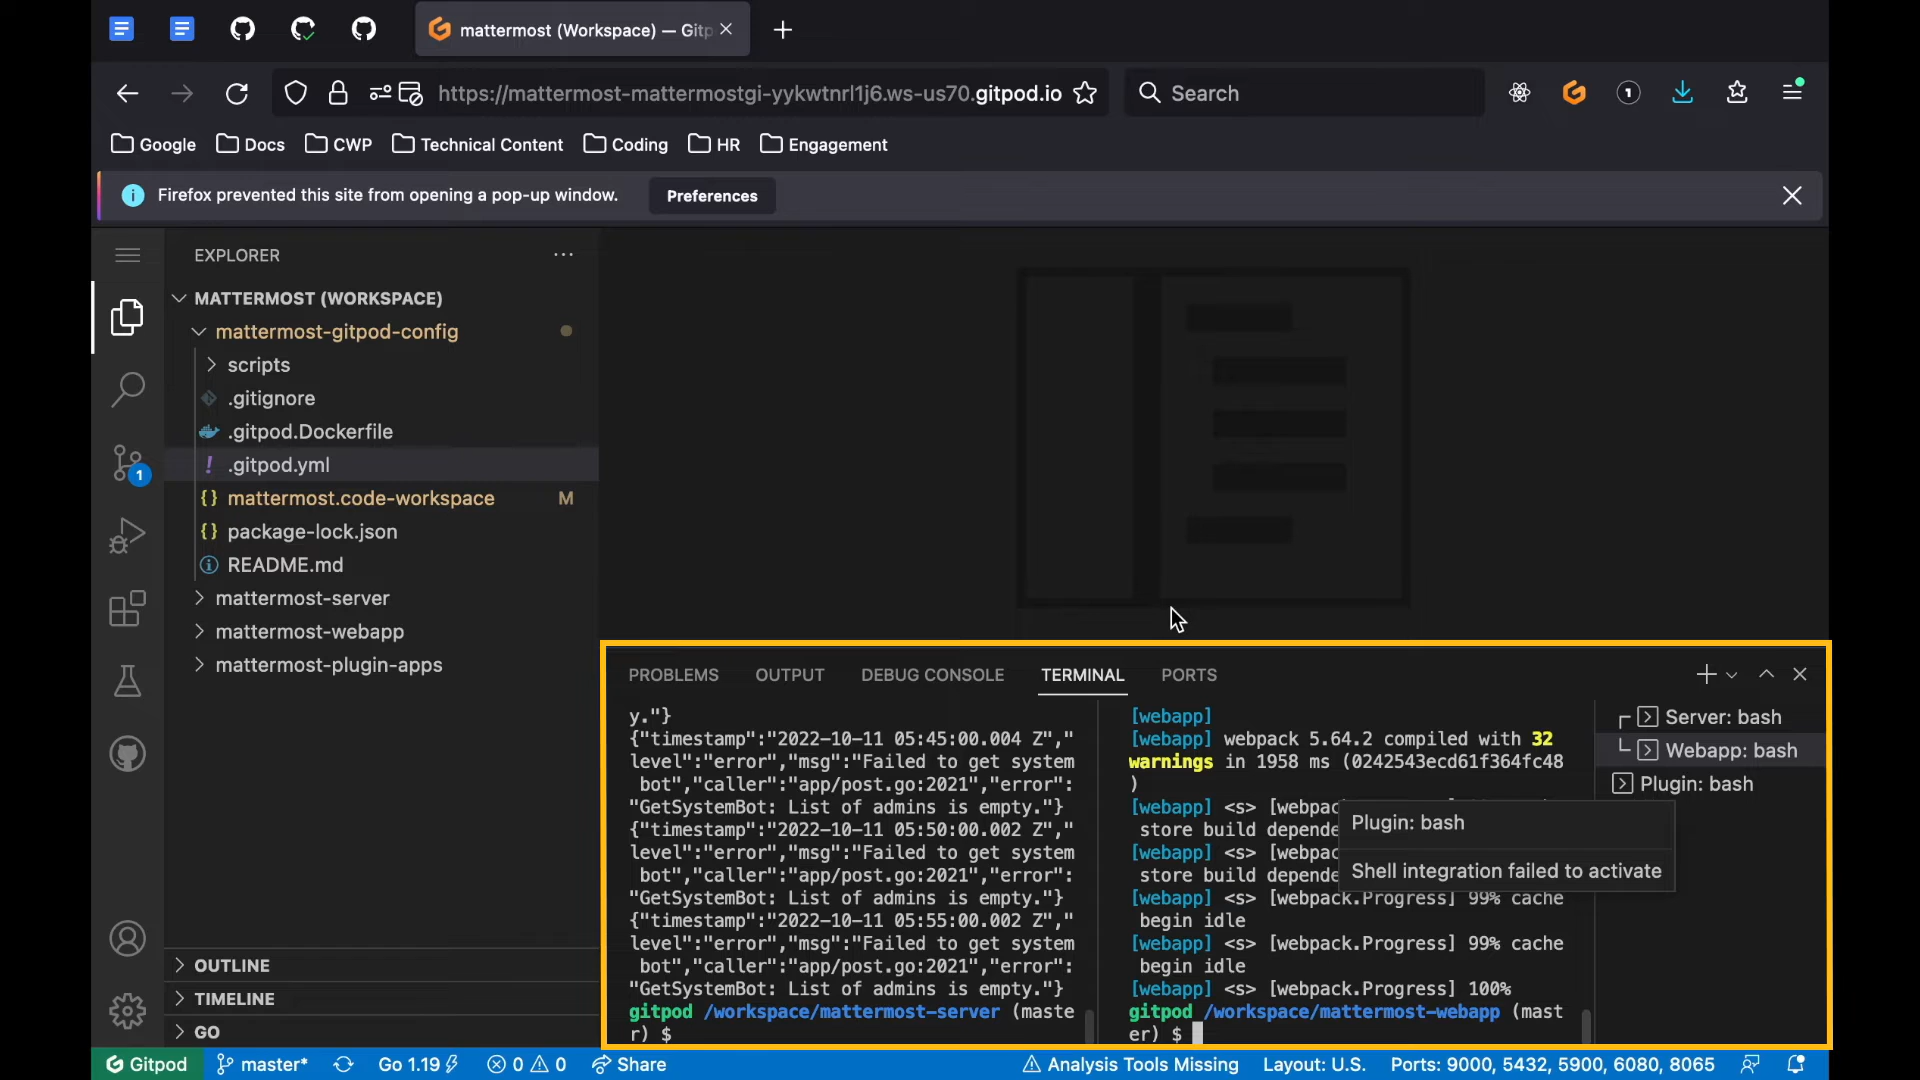 mattermost (Workspace) — Gitp
https://mattermost-mattermostgi-yykwtnrl1j6.ws-us70.gitpod.io
Search
1
Google
Docs
CWP
Technical Content
Coding
HR
Engagement
Firefox prevented this site from opening a pop-up window.
Preferences
EXPLORER
MATTERMOST (WORKSPACE)
mattermost-gitpod-config
scripts
.gitignore
.gitpod.Dockerfile
! .gitpod.yml
1
{} mattermost.code-workspace M
{} package-lock.json
README.md
mattermost-server
mattermost-webapp
mattermost-plugin-apps
OUTLINE
TIMELINE
GO
PROBLEMS OUTPUT DEBUG CONSOLE TERMINAL PORTS
y."}
{"timestamp":"2022-10-11 05:45:00.004 Z","
level":"error","msg":"Failed to get system
bot","caller":"app/post.go:2021","error":
"GetSystemBot: List of admins is empty."}
{"timestamp":"2022-10-11 05:50:00.002 Z","
level":"error","msg":"Failed to get system
bot","caller":"app/post.go:2021","error":
"GetSystemBot: List of admins is empty."}
{"timestamp":"2022-10-11 05:55:00.002 Z","
level":"error","msg":"Failed to get system
bot","caller":"app/post.go:2021","error":
"GetSystemBot: List of admins is empty."}
gitpod /workspace/mattermost-server (maste
r) $
[webapp]
[webapp] webpack 5.64.2 compiled with 32
warnings in 1958 ms (0242543ecd61f364fc48
)
[webapp] <s> [webpac
store build depende
[webapp] <s> [webpac
store build depende
[webapp] <s> [webpack.Progress] 99% cache
begin idle
[webapp] <s> [webpack.Progress] 99% cache
begin idle
[webapp] <s> [webpack.Progress] 100%
gitpod /workspace/mattermost-webapp (mast
er) $
Server: bash
Webapp: bash
Plugin: bash
Plugin: bash
Shell integration failed to activate
Gitpod
master*
Go 1.19
0 0
Share
Analysis Tools Missing
Layout: U.S.
Ports: 9000, 5432, 5900, 6080, 8065